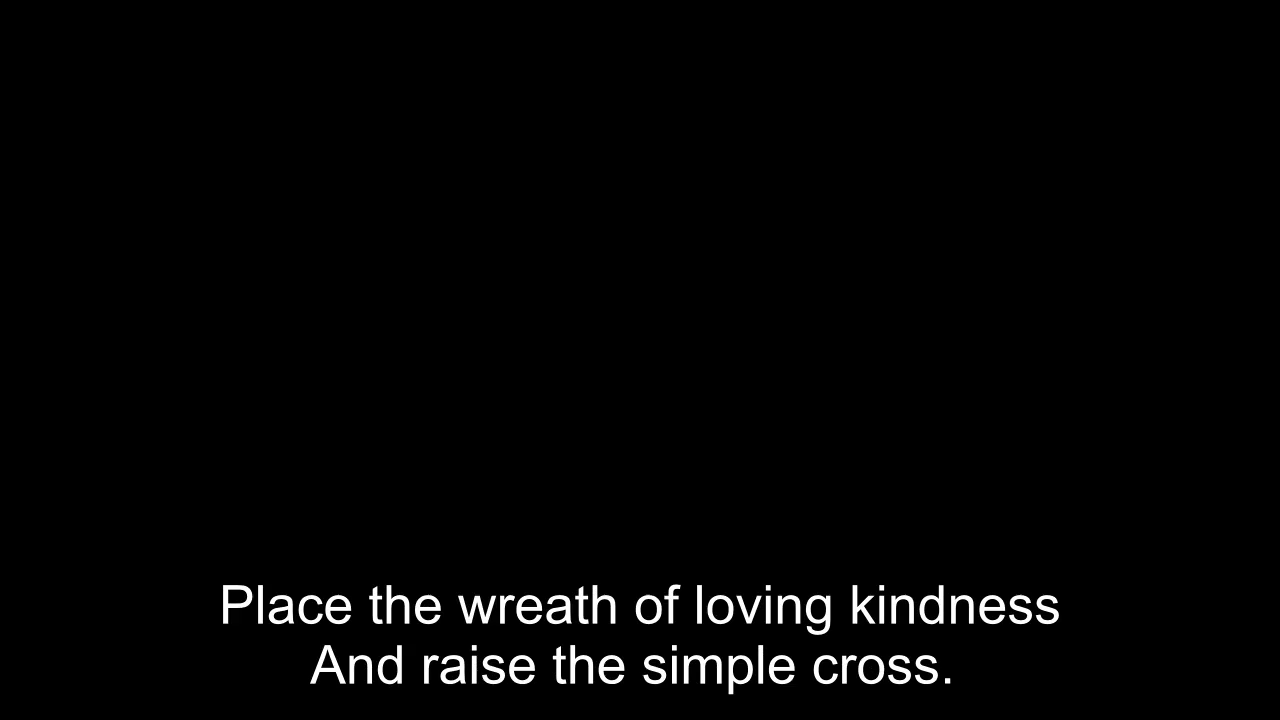 Place the wreath of loving kindness
And raise the simple cross.